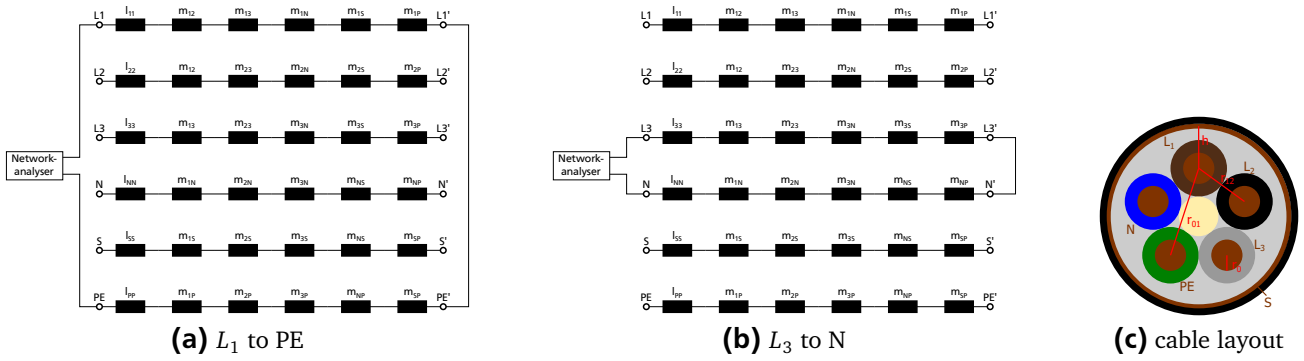 L1 l₁₁ m₁₂ m₁₃ m₁N m₁S m₁P L1'
L2 l₂₂ m₁₂ m₂₃ m₂N m₂S m₂P L2'
L3 l₃₃ m₁₃ m₂₃ m₃N m₃S m₃P L3'
Network-
analyser
N lNN m₁N m₂N m₃N mNS mNP N'
S lSS m₁S m₂S m₃S mNS mSP S'
PE lPP m₁P m₂P m₃P mNP mSP PE'
(a) L₁ to PE
L1 l₁₁ m₁₂ m₁₃ m₁N m₁S m₁P L1'
L2 l₂₂ m₁₂ m₂₃ m₂N m₂S m₂P L2'
L3 l₃₃ m₁₃ m₂₃ m₃N m₃S m₃P L3'
Network-
analyser
N lNN m₁N m₂N m₃N mNS mNP N'
S lSS m₁S m₂S m₃S mNS mSP S'
PE lPP m₁P m₂P m₃P mNP mSP PE'
(b) L₃ to N
L₁
h
L₂
r₀₁
N
L₃
PE
S
(c) cable layout